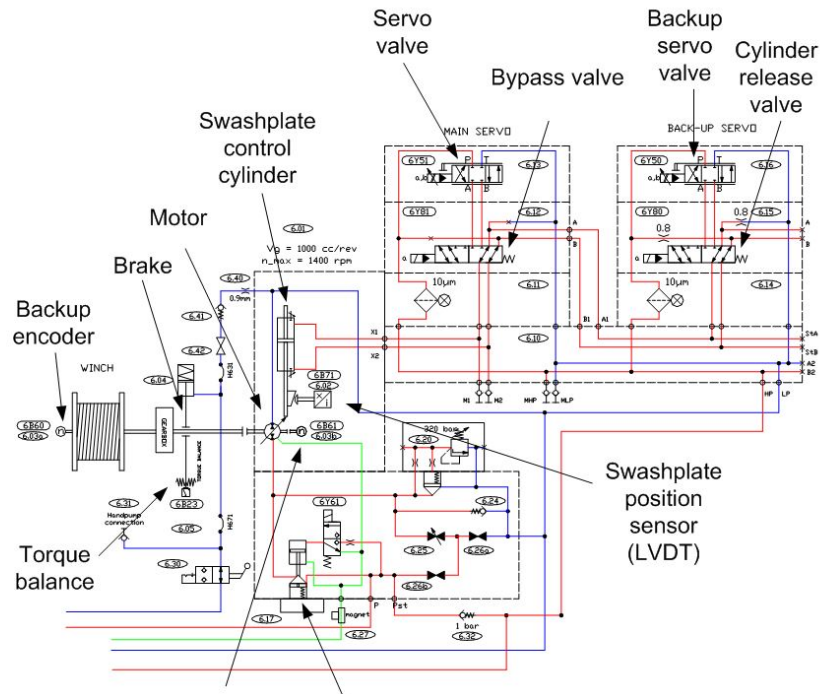 Servo
valve
Backup
servo
valve
Cylinder
release
valve
Bypass valve
Swashplate
control
cylinder
MAIN SERVO
BACK-UP SERVO
6Y51
P
T
6.13
a,b
A
B
6Y50
P
T
6.16
a,b
A
B
Motor
6.01
Vg = 1000 cc/rev
n_max = 1400 rpm
6Y81
6.12
A
B
a
6Y80
0.8
6.15
0.8
A
B
a
Brake
6.40
0.9mm
10µm
6.11
10µm
6.14
Backup
encoder
6.41
6.42
X1
X2
B1
A1
6.10
StA
StB
A2
B2
WINCH
6.04
H631
6B71
6.02
M1
M2
MHP
MLP
HP
LP
6B60
6.03a
n
GEARBOX
n
6B61
6.03b
320 bar
6.20
TORQUE BALANCE
6B23
6.31
Handpump
connection
6.05
H671
6Y61
6.24
Swashplate
position
sensor
(LVDT)
Torque
balance
6.30
6.25
6.26a
6.26b
6.17
magnet
P
Pst
6.27
1 bar
6.32